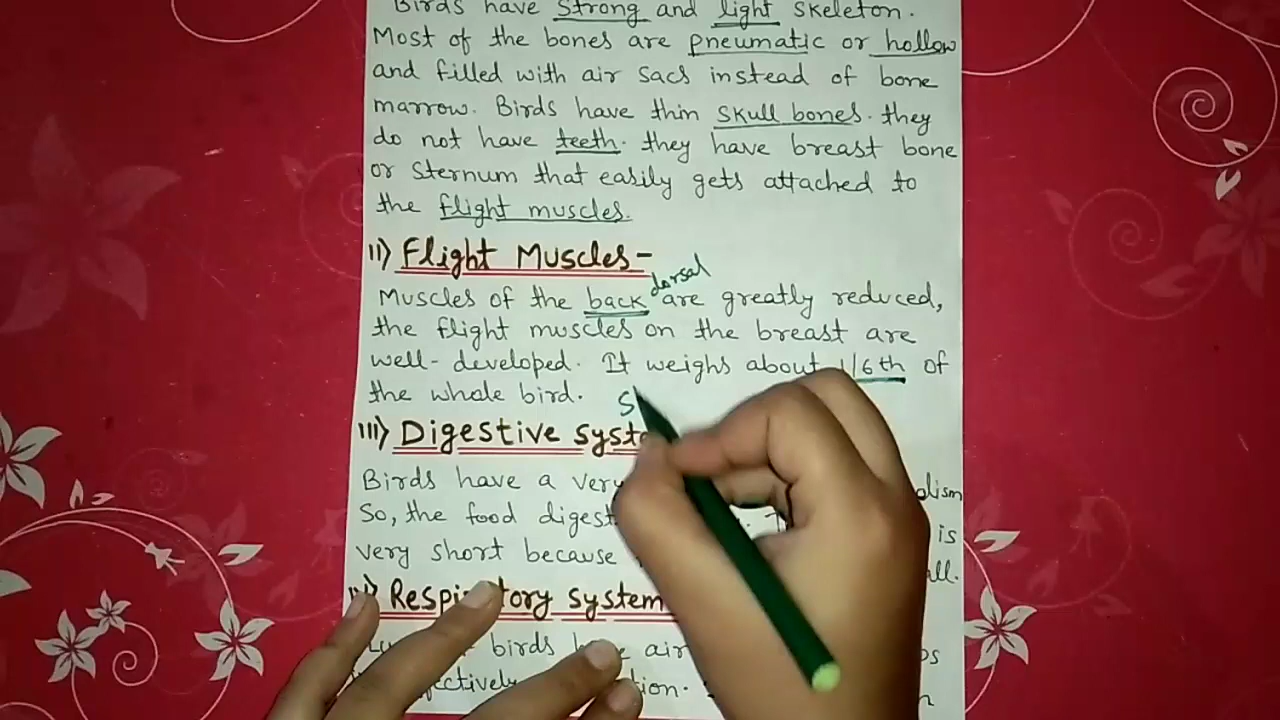 Birds have strong and light skeleton.
Most of the bones are pneumatic or hollow
and filled with air sacs instead of bone
marrow. Birds have thin skull bones. they
do not have teeth. they have breast bone
or sternum that easily gets attached to
the flight muscles.
II) Flight Muscles-
dorsal
Muscles of the back are greatly reduced,
the flight muscles on the breast are
well-developed. It weighs about 1/6th of
the whole bird. S
III) Digestive
Birds have a very
So, the food is
very short because
Respiratory system
birds air